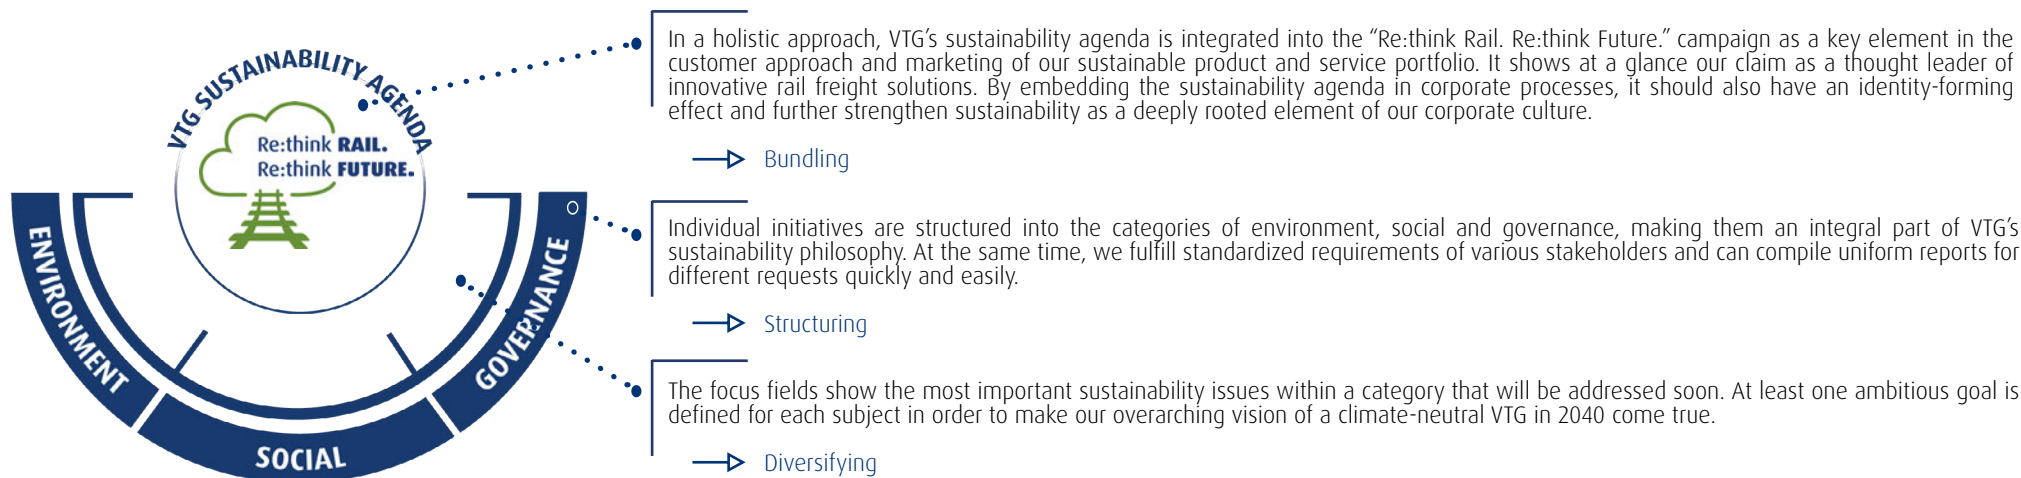 VTG SUSTAINABILITY AGENDA
Re:think RAIL.
Re:think FUTURE.
ENVIRONMENT
SOCIAL
GOVERNANCE
In a holistic approach, VTG’s sustainability agenda is integrated into the “Re:think Rail. Re:think Future.” campaign as a key element in the
customer approach and marketing of our sustainable product and service portfolio. It shows at a glance our claim as a thought leader of
innovative rail freight solutions. By embedding the sustainability agenda in corporate processes, it should also have an identity-forming
effect and further strengthen sustainability as a deeply rooted element of our corporate culture.
Bundling
Individual initiatives are structured into the categories of environment, social and governance, making them an integral part of VTG’s
sustainability philosophy. At the same time, we fulfill standardized requirements of various stakeholders and can compile uniform reports for
different requests quickly and easily.
Structuring
The focus fields show the most important sustainability issues within a category that will be addressed soon. At least one ambitious goal is
defined for each subject in order to make our overarching vision of a climate-neutral VTG in 2040 come true.
Diversifying